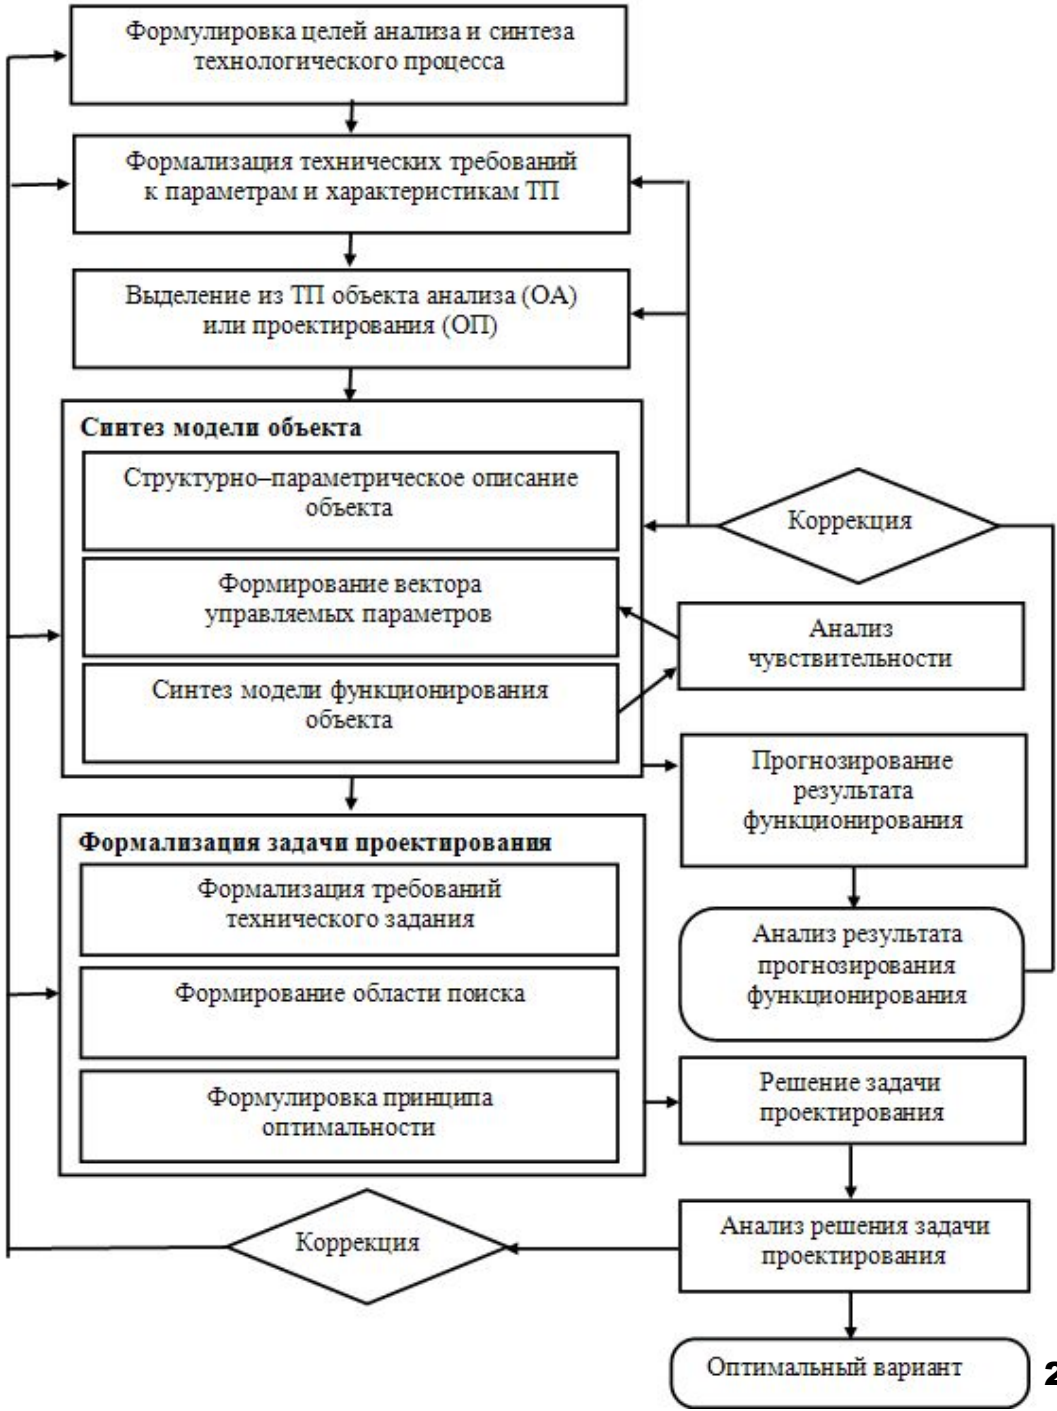 Формулировка целей анализа и синтеза
технологического процесса
Формализация технических требований
к параметрам и характеристикам ТП
Выделение из ТП объекта анализа (ОА)
или проектирования (ОП)
Синтез модели объекта
Структурно–параметрическое описание
объекта
Формирование вектора
управляемых параметров
Синтез модели функционирования
объекта
Коррекция
Анализ
чувствительности
Прогнозирование
результата
функционирования
Анализ результата
прогнозирования
функционирования
Формализация задачи проектирования
Формализация требований
технического задания
Формирование области поиска
Формулировка принципа
оптимальности
Решение задачи
проектирования
Анализ решения задачи
проектирования
Коррекция
Оптимальный вариант
2